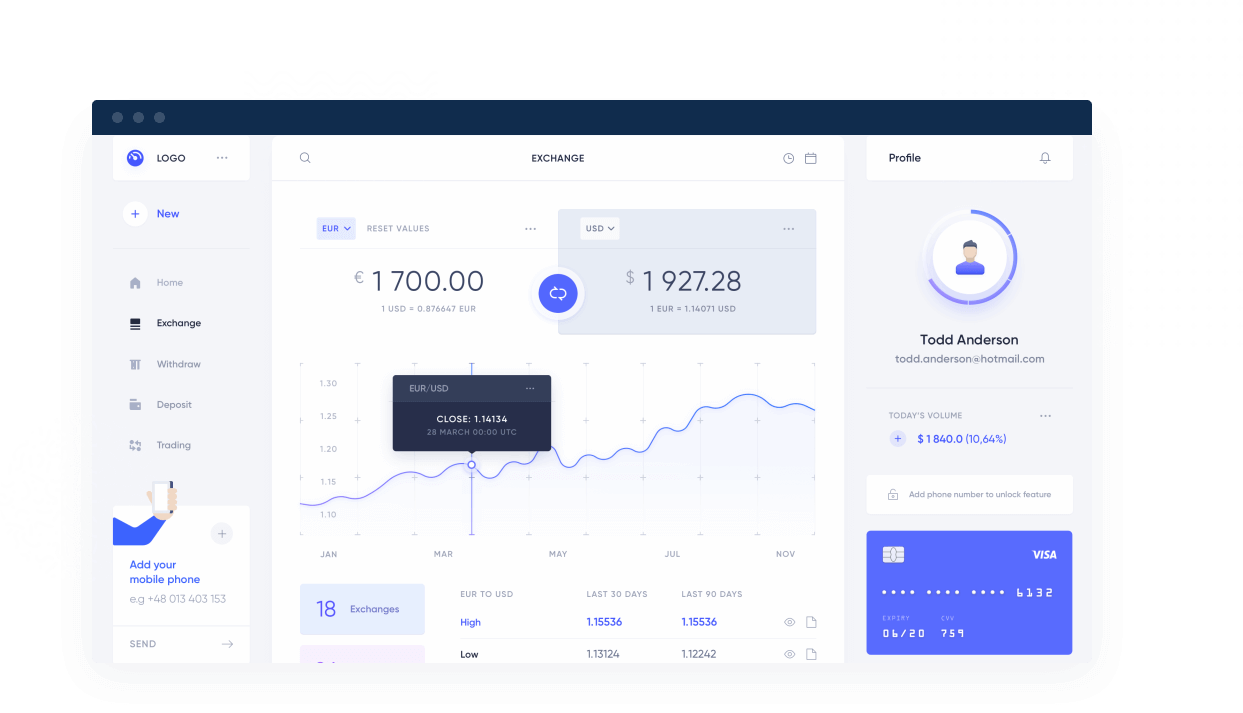 LOGO
New
Home
Exchange
Withdraw
Deposit
Trading
Add your
mobile phone
e.g +48 013 403 153
SEND
EXCHANGE
EUR RESET VALUES
€ 1 700.00
1 USD = 0.876647 EUR
USD
$ 1 927.28
1 EUR = 1.14071 USD
1.30
1.25
1.20
1.15
1.10
EUR/USD
CLOSE: 1.14134
28 MARCH 00:00 UTC
JAN MAR MAY JUL NOV
18 Exchanges
EUR TO USD LAST 30 DAYS LAST 90 DAYS
High 1.15536 1.15536
Low 1.13124 1.12242
Profile
Todd Anderson
todd.anderson@hotmail.com
TODAY'S VOLUME
+ $ 1 840.0 (10,64%)
Add phone number to unlock feature
VISA
•••• •••• •••• 6132
EXPIRY CVV
06/20 759